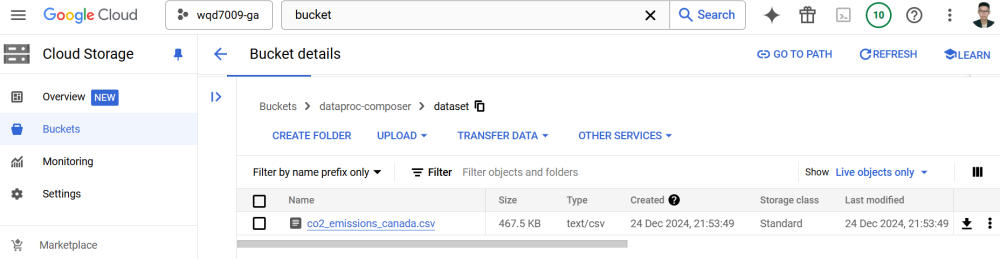 Google Cloud wqd7009-ga bucket Search 10
Cloud Storage Bucket details GO TO PATH REFRESH LEARN
Overview NEW
Buckets
Monitoring
Settings
Marketplace
Buckets dataproc-composer dataset
CREATE FOLDER UPLOAD TRANSFER DATA OTHER SERVICES
Filter by name prefix only Filter Filter objects and folders Show Live objects only
Name Size Type Created Storage class Last modified
co2_emissions_canada.csv 467.5 KB text/csv 24 Dec 2024, 21:53:49 Standard 24 Dec 2024, 21:53:49